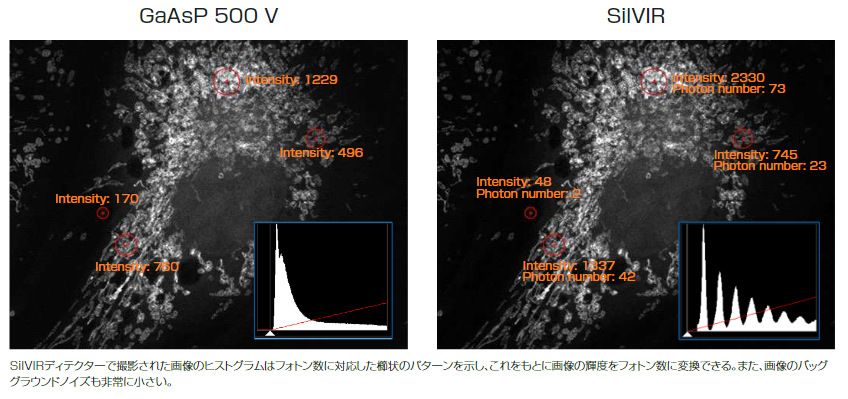 GaAsP 500 V
SilVIR
Intensity: 1229
Intensity: 496
Intensity: 170
Intensity: 760
Intensity: 2330
Photon number: 73
Intensity: 745
Photon number: 23
Intensity: 48
Photon number: 2
Intensity: 1337
Photon number: 42
SilVIRディテクターで撮影された画像のヒストグラムはフォトン数に対応した櫛状のパターンを示し、これをもとに画像の輝度をフォトン数に変換できる。また、画像のバッグ
グラウンドノイズも非常に小さい。